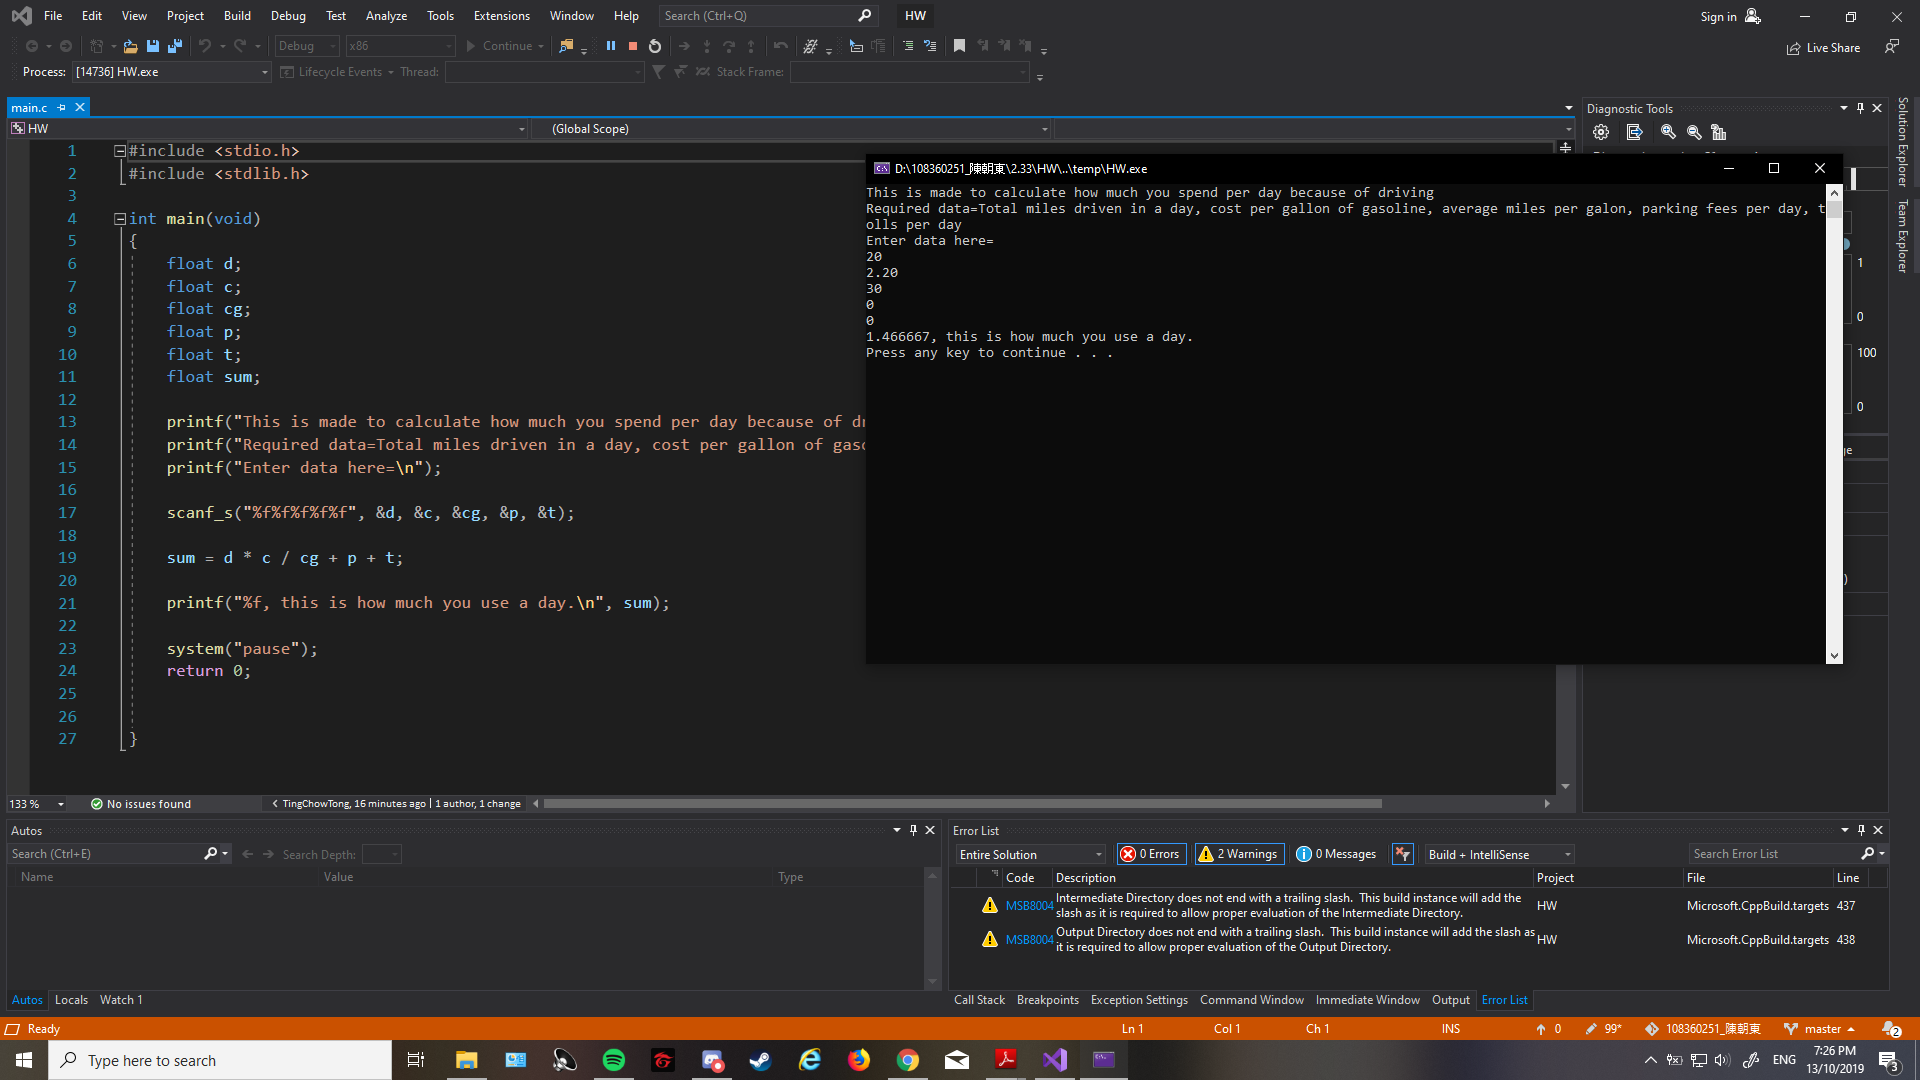 File Edit View Project Build Debug Test Analyze Tools Extensions Window Help Search (Ctrl+Q) HW Sign in
Debug x86 Continue Live Share
Process: [14736] HW.exe Lifecycle Events Thread: Stack Frame:
main.c
HW (Global Scope)
1 #include <stdio.h>
2 #include <stdlib.h>
3
4 int main(void)
5 {
6 float d;
7 float c;
8 float cg;
9 float p;
10 float t;
11 float sum;
12
13 printf("This is made to calculate how much you spend per day because of dr
14 printf("Required data=Total miles driven in a day, cost per gallon of gaso
15 printf("Enter data here=\n");
16
17 scanf_s("%f%f%f%f%f", &d, &c, &cg, &p, &t);
18
19 sum = d * c / cg + p + t;
20
21 printf("%f, this is how much you use a day.\n", sum);
22
23 system("pause");
24 return 0;
25
26
27 }
D:\108360251_陳朝東\2.33\HW\..\temp\HW.exe
This is made to calculate how much you spend per day because of driving
Required data=Total miles driven in a day, cost per gallon of gasoline, average miles per galon, parking fees per day, t
olls per day
Enter data here=
20
2.20
30
0
0
1.466667, this is how much you use a day.
Press any key to continue . . .
Diagnostic Tools
1
0
100
0
ge
)
Solution Explorer
Team Explorer
133 % No issues found TingChowTong, 16 minutes ago | 1 author, 1 change
Autos
Search (Ctrl+E) Search Depth:
Name Value Type
Autos Locals Watch 1
Error List
Entire Solution 0 Errors 2 Warnings 0 Messages Build + IntelliSense Search Error List
Code Description Project File Line
MSB8004 Intermediate Directory does not end with a trailing slash. This build instance will add the slash as it is required to allow proper evaluation of the Intermediate Directory. HW Microsoft.CppBuild.targets 437
MSB8004 Output Directory does not end with a trailing slash. This build instance will add the slash as it is required to allow proper evaluation of the Output Directory. HW Microsoft.CppBuild.targets 438
Call Stack Breakpoints Exception Settings Command Window Immediate Window Output Error List
Ready Ln 1 Col 1 Ch 1 INS 0 99* 108360251_陳朝東 master 2
Type here to search ENG 7:26 PM 13/10/2019 3